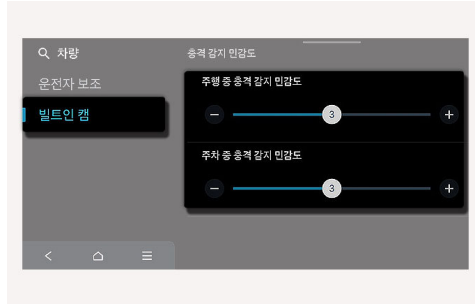 차량
충격 감지 민감도
운전자 보조
주행 중 충격 감지 민감도
빌트인 캠
3
주차 중 충격 감지 민감도
3